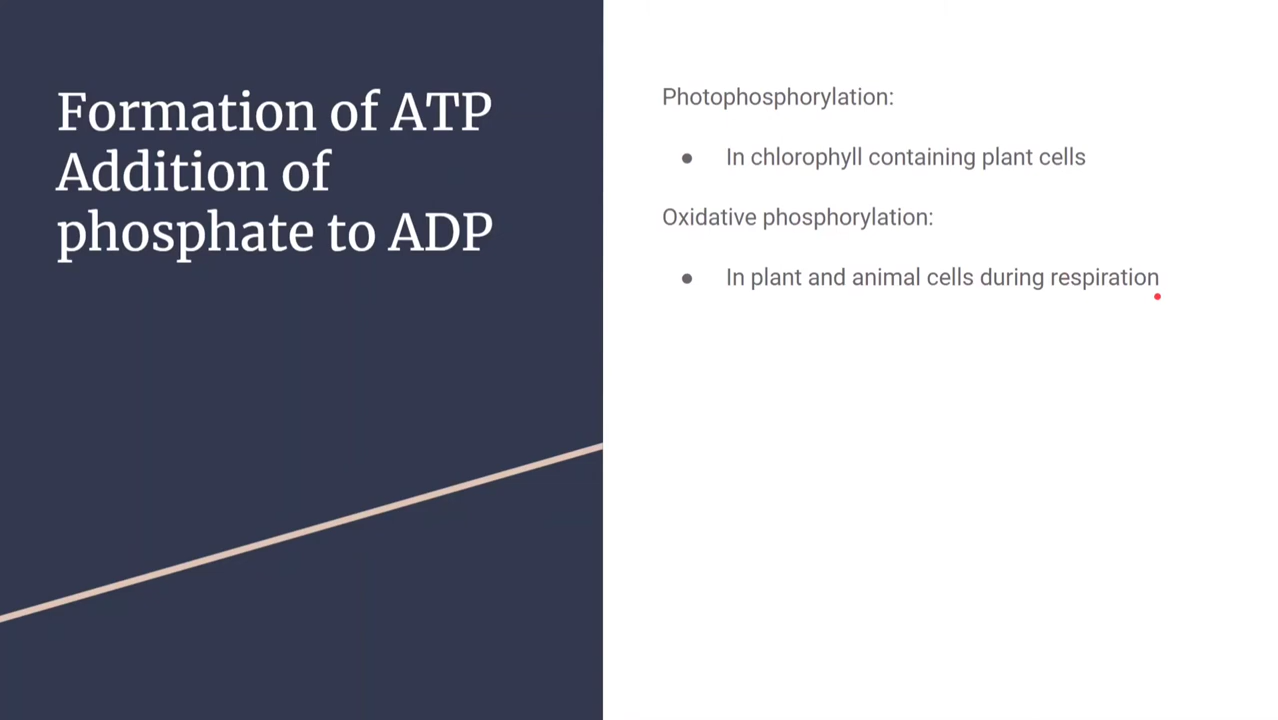 Formation of ATP
Addition of
phosphate to ADP
Photophosphorylation:
● In chlorophyll containing plant cells
Oxidative phosphorylation:
● In plant and animal cells during respiration